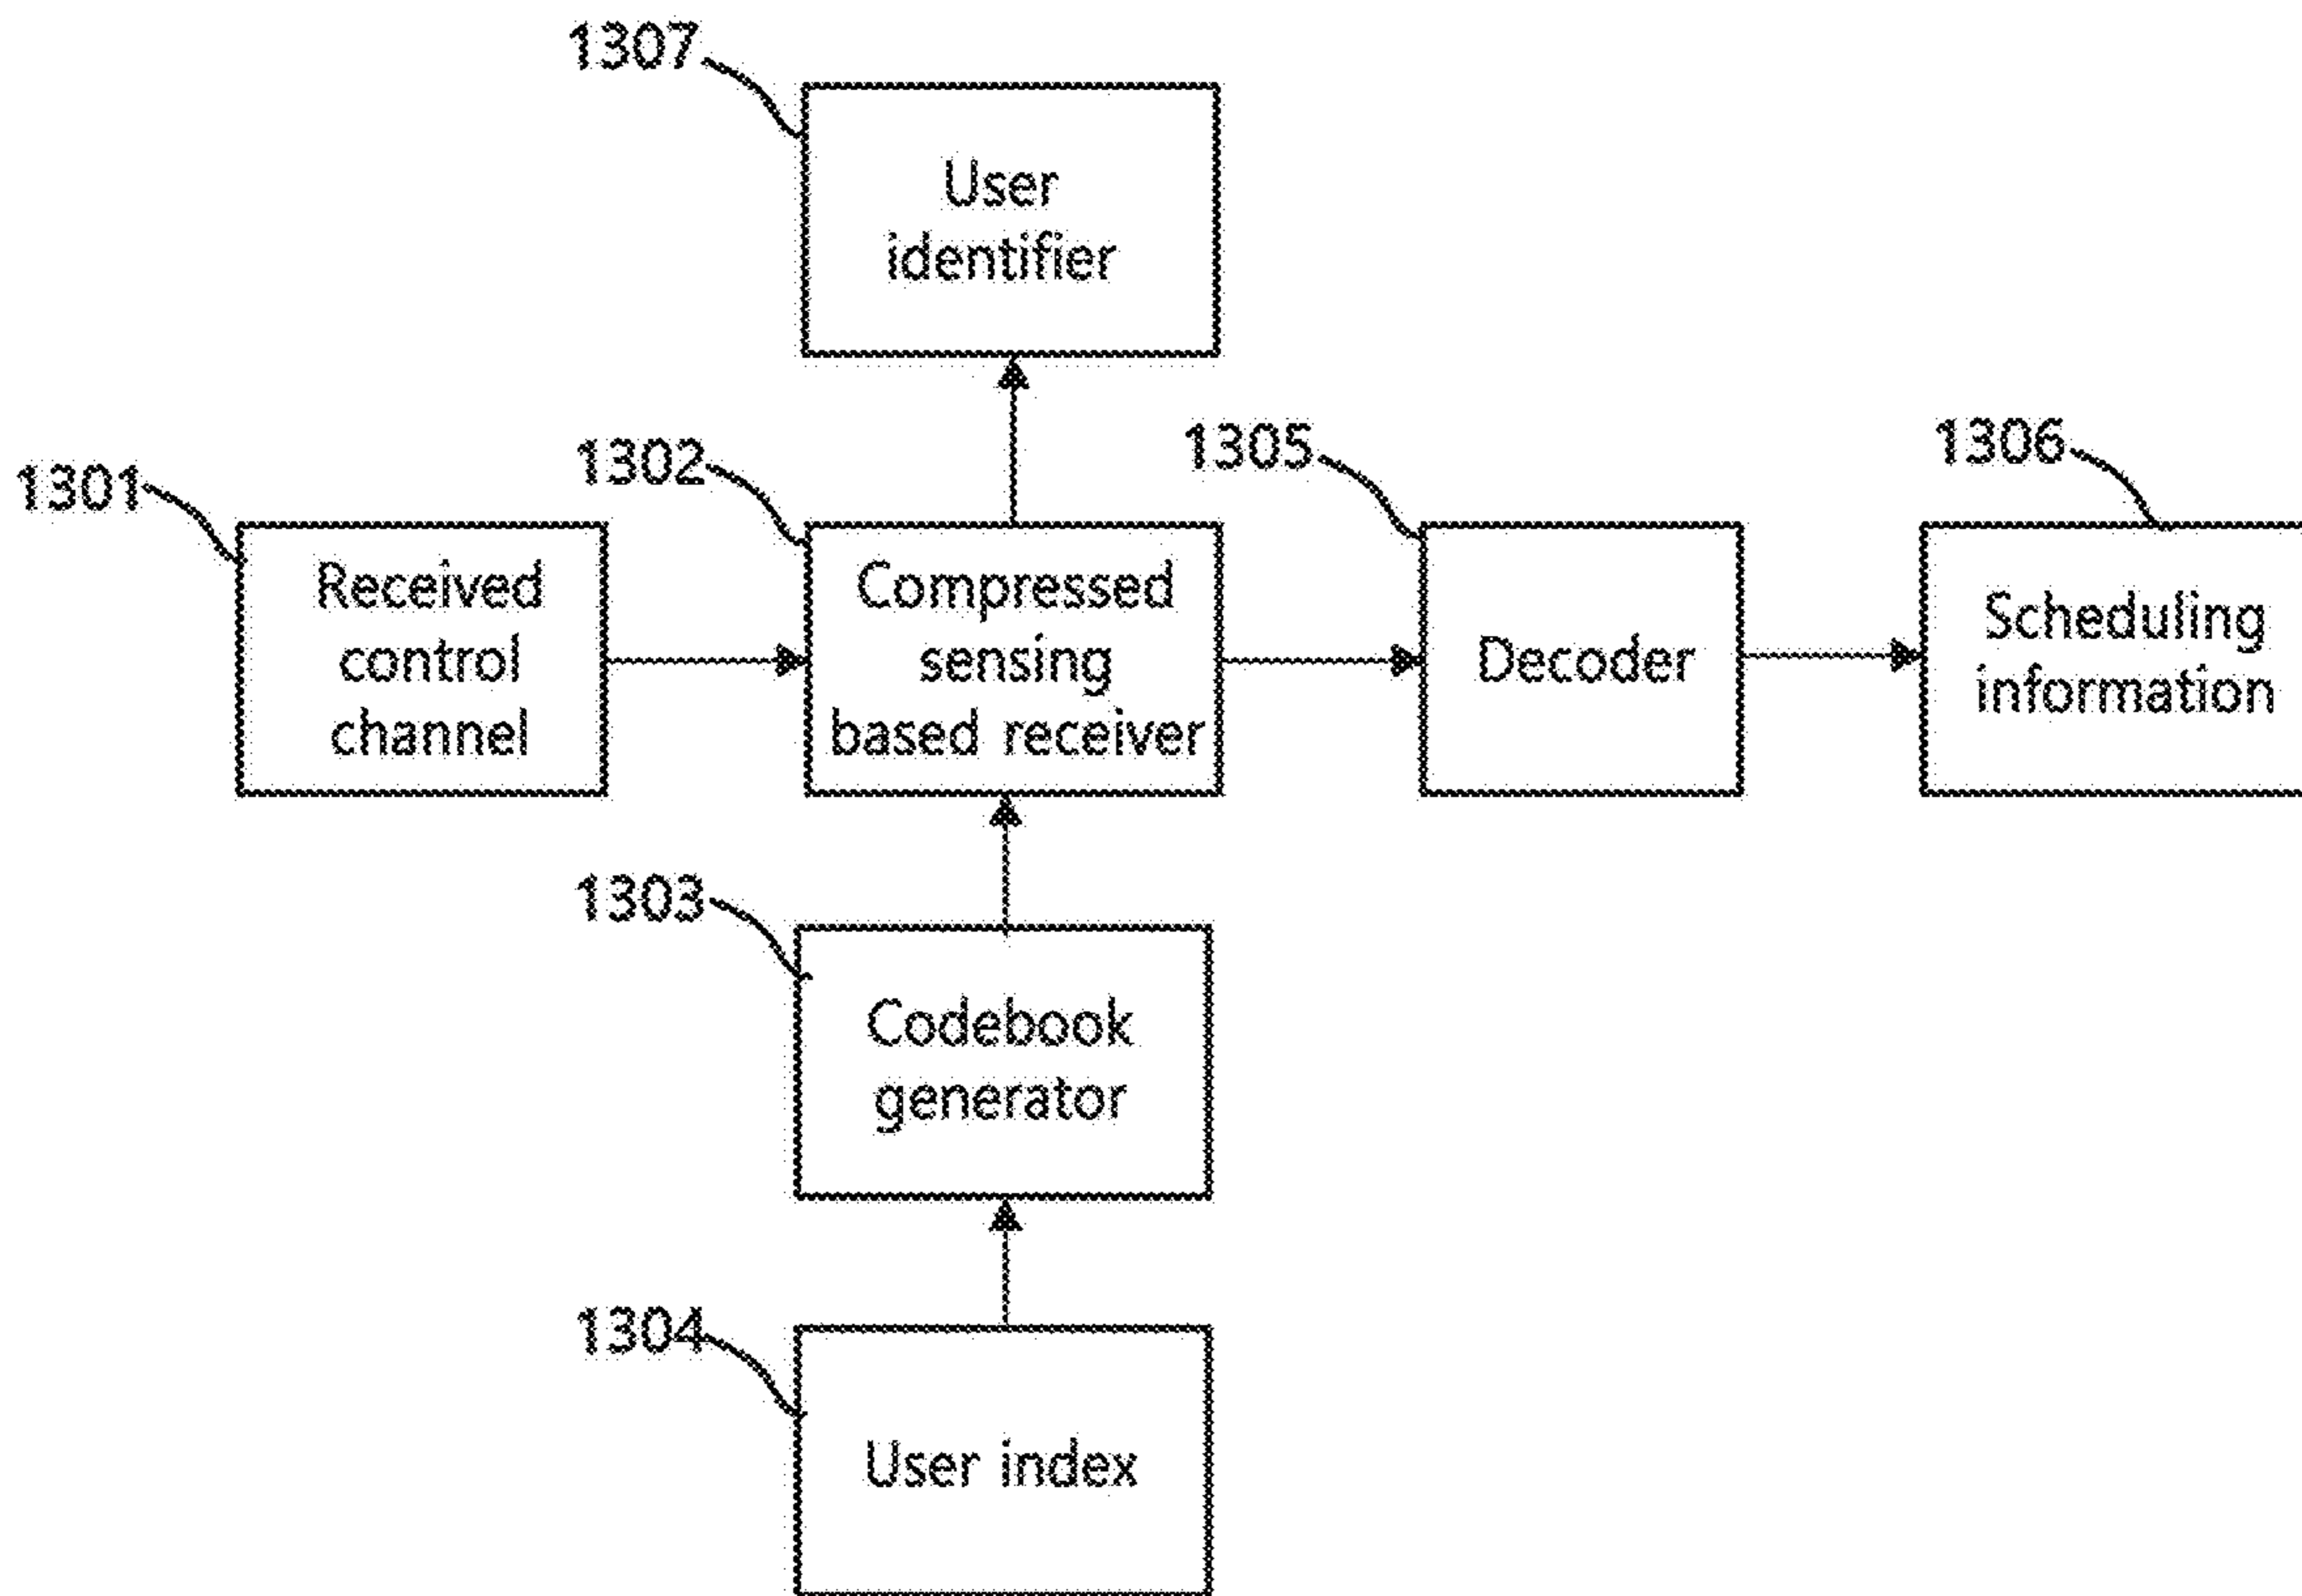 1307
User
identifier
1301
Received
control
channel
1302
Compressed
sensing
based receiver
1305
Decoder
1306
Scheduling
information
1303
Codebook
generator
1304
User index